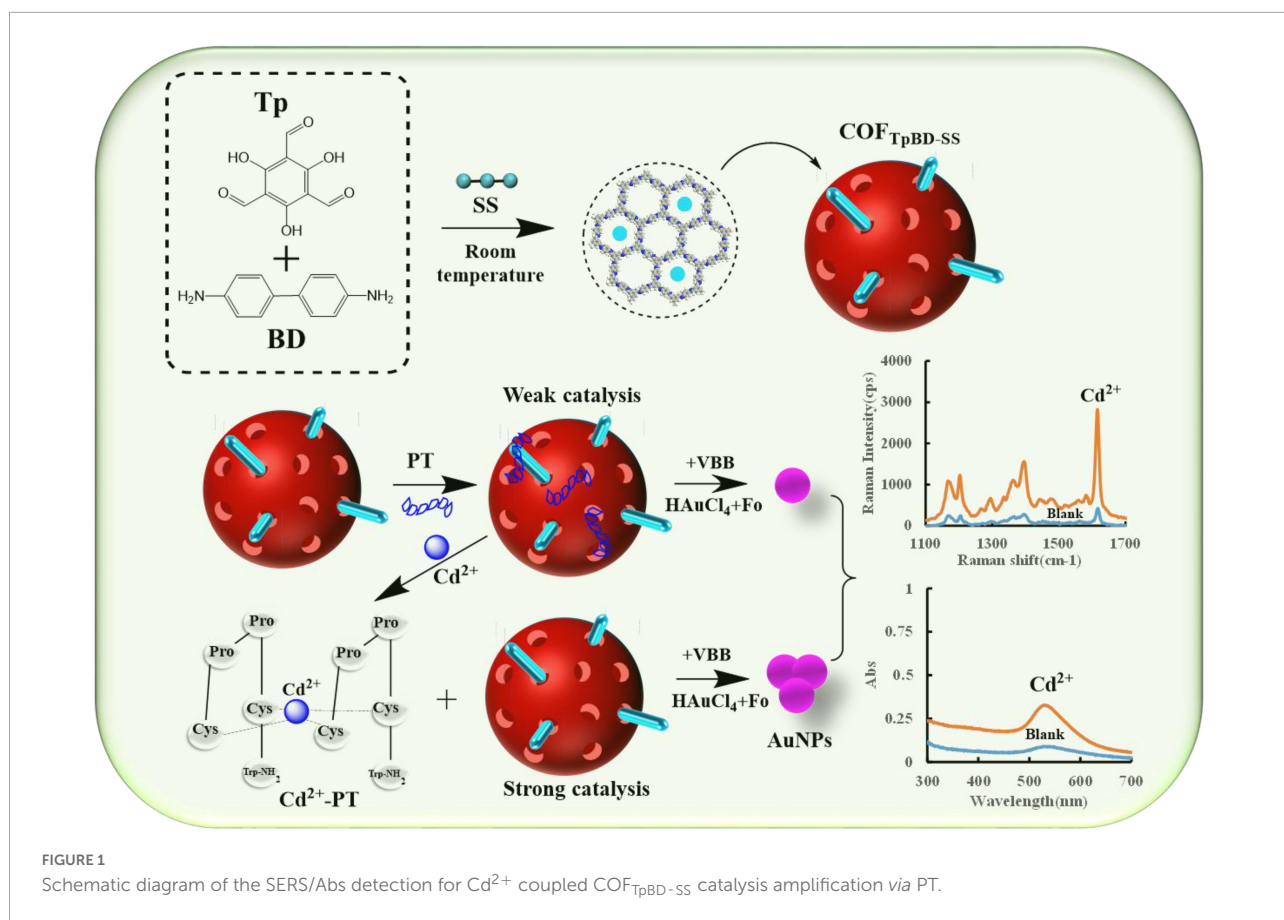 Tp
O
HO
OH
O
O
OH
+
H₂N
NH₂
BD
SS
Room
temperature
COF_TpBD-SS
Weak catalysis
PT
Cd²⁺
+VBB
HAuCl₄+Fo
Pro
Pro
Cys
Cys
Trp-NH₂
Cd²⁺
Pro
Pro
Cys
Cys
Trp-NH₂
Cd²⁺-PT
+
Strong catalysis
+VBB
HAuCl₄+Fo
AuNPs
Raman Intensity(cps)
4000
3000
2000
1000
0
Cd²⁺
Blank
1100 1300 1500 1700
Raman shift(cm-1)
Abs
1
0.75
0.5
0.25
0
Cd²⁺
Blank
300 400 500 600 700
Wavelength(nm)
FIGURE 1
Schematic diagram of the SERS/Abs detection for Cd²⁺ coupled COF_TpBD-SS catalysis amplification via PT.